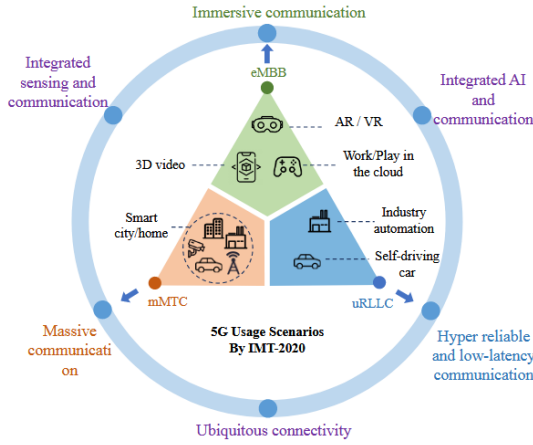 Immersive communication
eMBB
Integrated
sensing and
communication
Integrated AI
and
communication
AR / VR
3D video
Work/Play in
the cloud
Smart
city/home
Industry
automation
Self-driving
car
mMTC
uRLLC
Massive
communicati
on
5G Usage Scenarios
By IMT-2020
Hyper reliable
and low-latency
communication
Ubiquitous connectivity